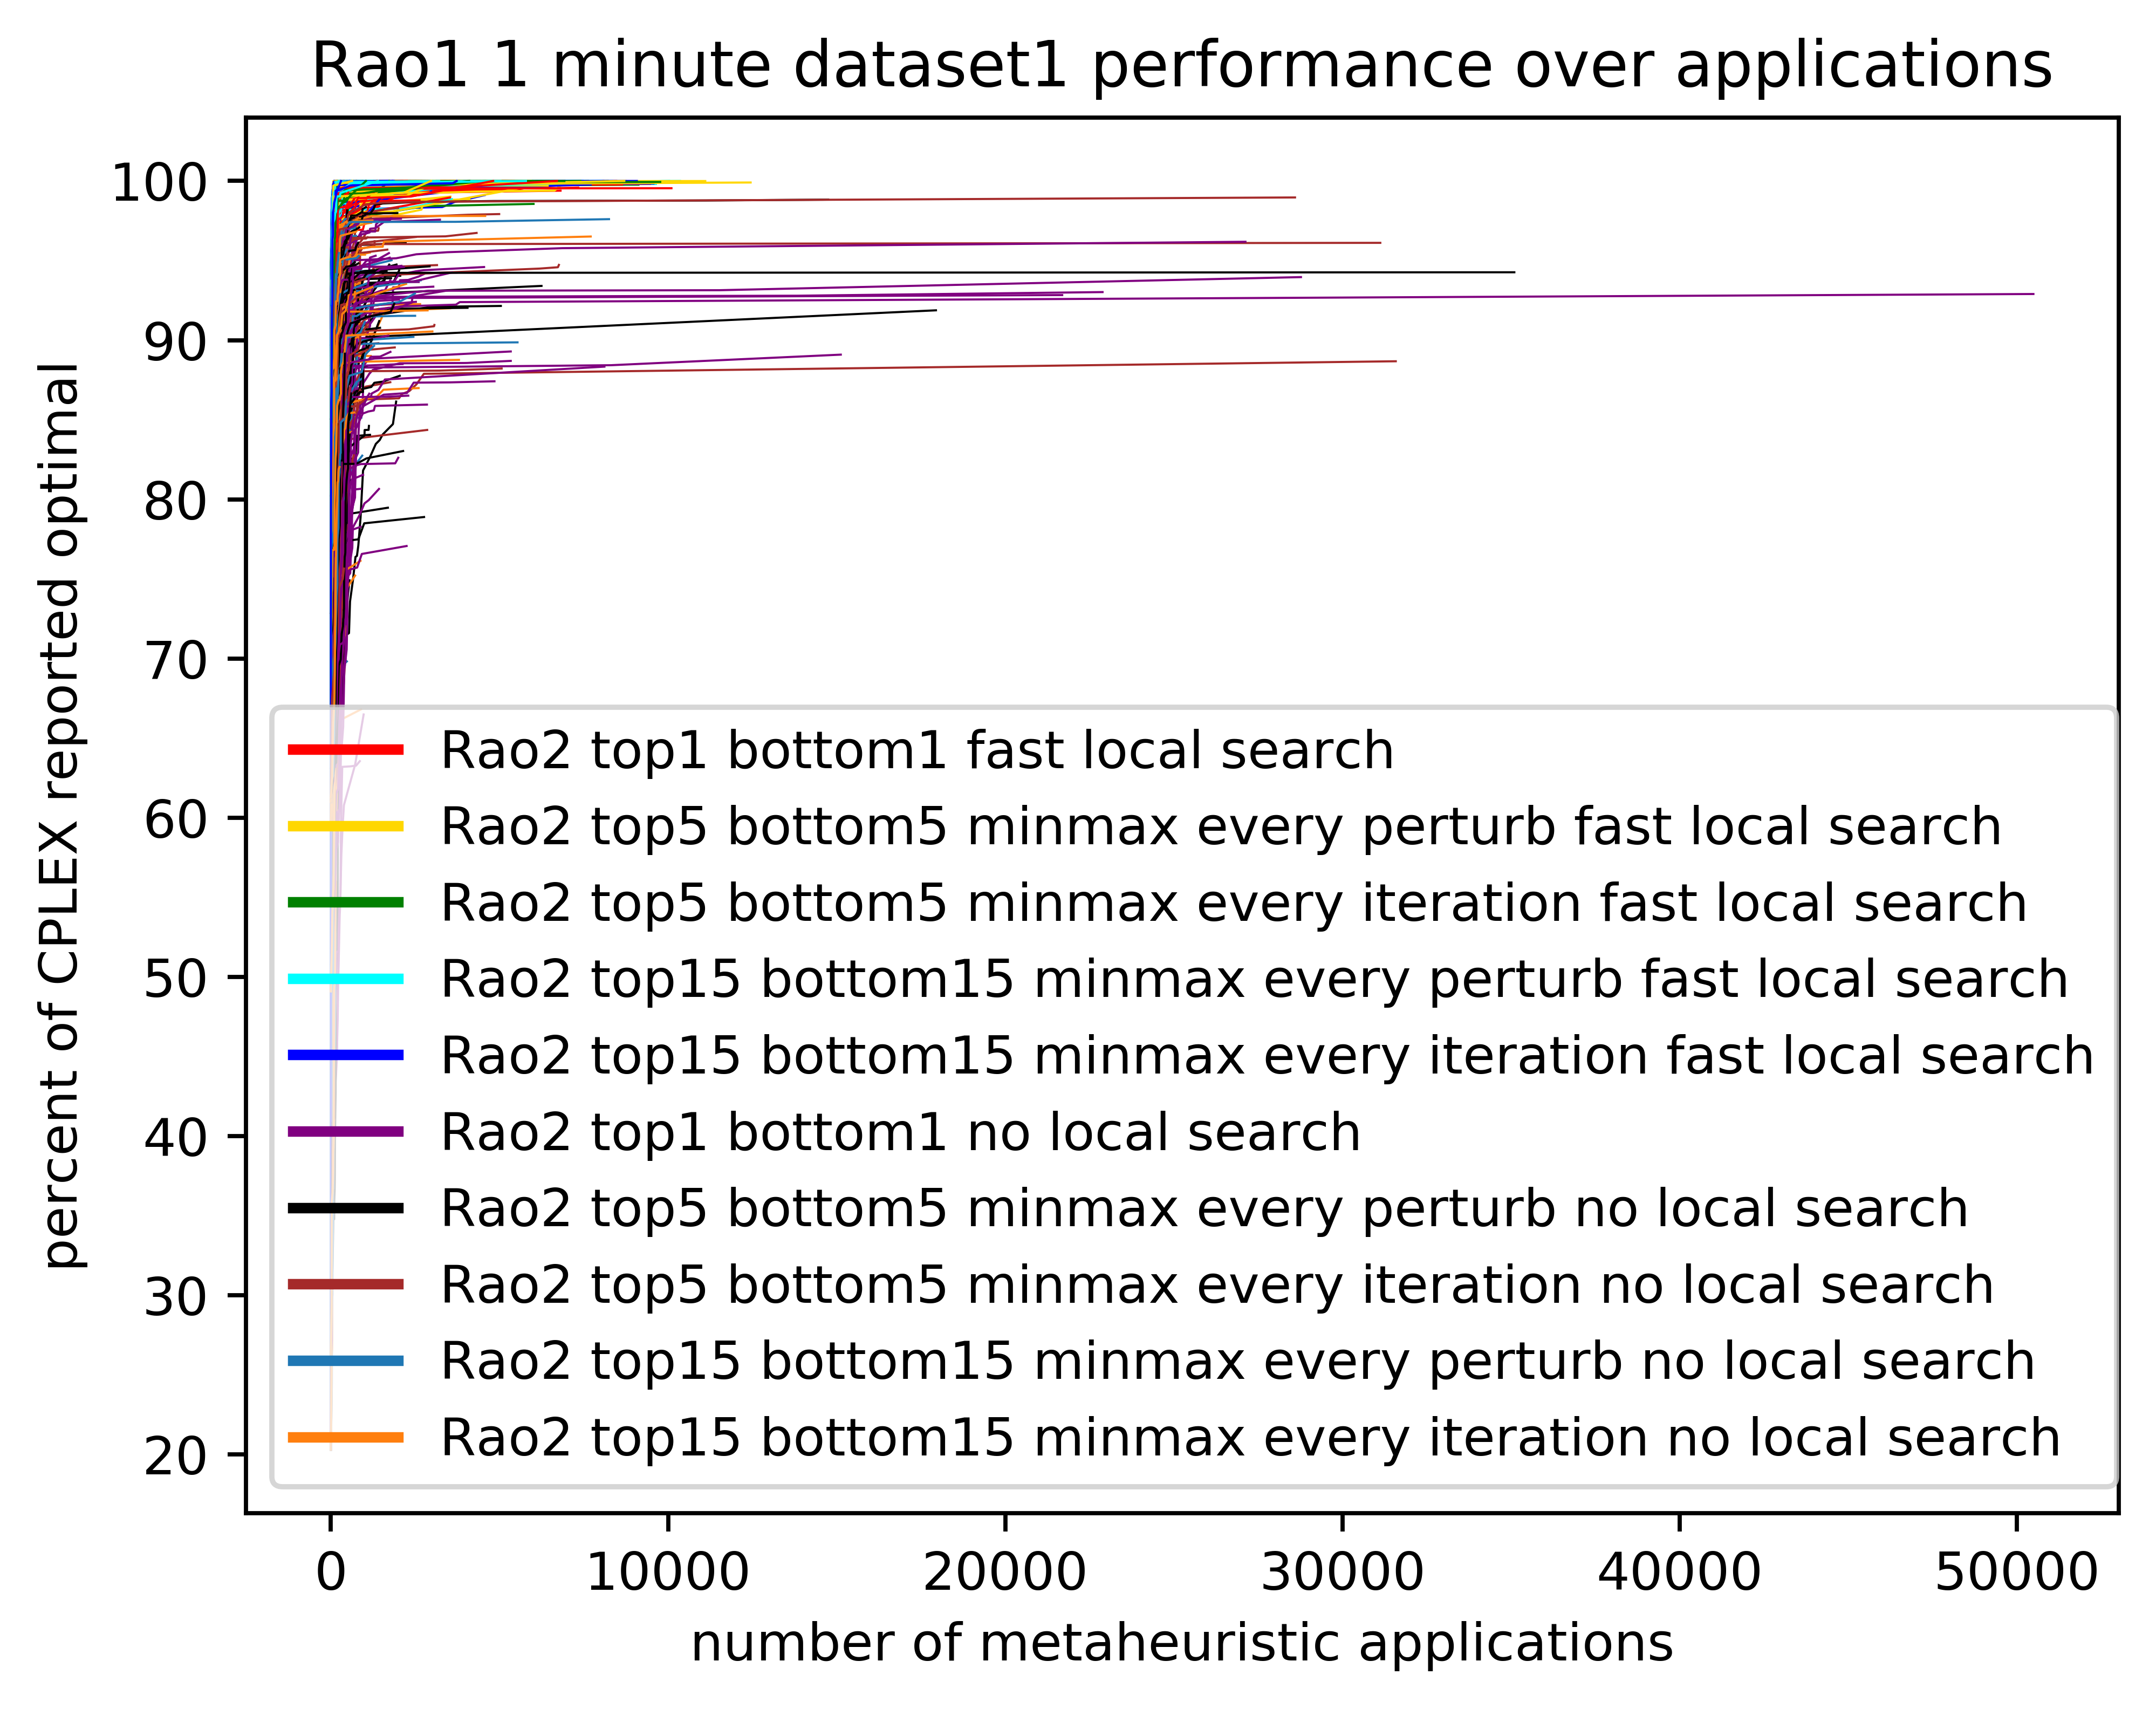 Rao1 1 minute dataset1 performance over applications
percent of CPLEX reported optimal
100
90
80
70
60
50
40
30
20
Rao2 top1 bottom1 fast local search
Rao2 top5 bottom5 minmax every perturb fast local search
Rao2 top5 bottom5 minmax every iteration fast local search
Rao2 top15 bottom15 minmax every perturb fast local search
Rao2 top15 bottom15 minmax every iteration fast local search
Rao2 top1 bottom1 no local search
Rao2 top5 bottom5 minmax every perturb no local search
Rao2 top5 bottom5 minmax every iteration no local search
Rao2 top15 bottom15 minmax every perturb no local search
Rao2 top15 bottom15 minmax every iteration no local search
0 10000 20000 30000 40000 50000
number of metaheuristic applications